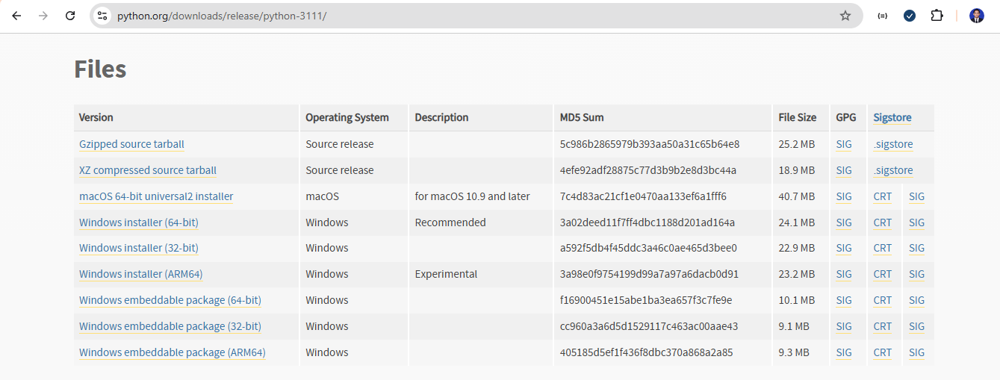 python.org/downloads/release/python-3111/
Files
Version Operating System Description MD5 Sum File Size GPG Sigstore
Gzipped source tarball Source release 5c986b2865979b393aa50a31c65b64e8 25.2 MB SIG .sigstore
XZ compressed source tarball Source release 4efe92adf28875c77d3b9b2e8d3bc44a 18.9 MB SIG .sigstore
macOS 64-bit universal2 installer macOS for macOS 10.9 and later 7c4d83ac21cf1e0470aa133ef6a1fff6 40.7 MB SIG CRT SIG
Windows installer (64-bit) Windows Recommended 3a02deed11f7ff4dbc1188d201ad164a 24.1 MB SIG CRT SIG
Windows installer (32-bit) Windows a592f5db4f45ddc3a46c0ae465d3bee0 22.9 MB SIG CRT SIG
Windows installer (ARM64) Windows Experimental 3a98e0f9754199d99a7a97a6dacb0d91 23.2 MB SIG CRT SIG
Windows embeddable package (64-bit) Windows f16900451e15abe1ba3ea657f3c7fe9e 10.1 MB SIG CRT SIG
Windows embeddable package (32-bit) Windows cc960a3a6d5d1529117c463ac00aae43 9.1 MB SIG CRT SIG
Windows embeddable package (ARM64) Windows 405185d5ef1f436f8dbc370a868a2a85 9.3 MB SIG CRT SIG